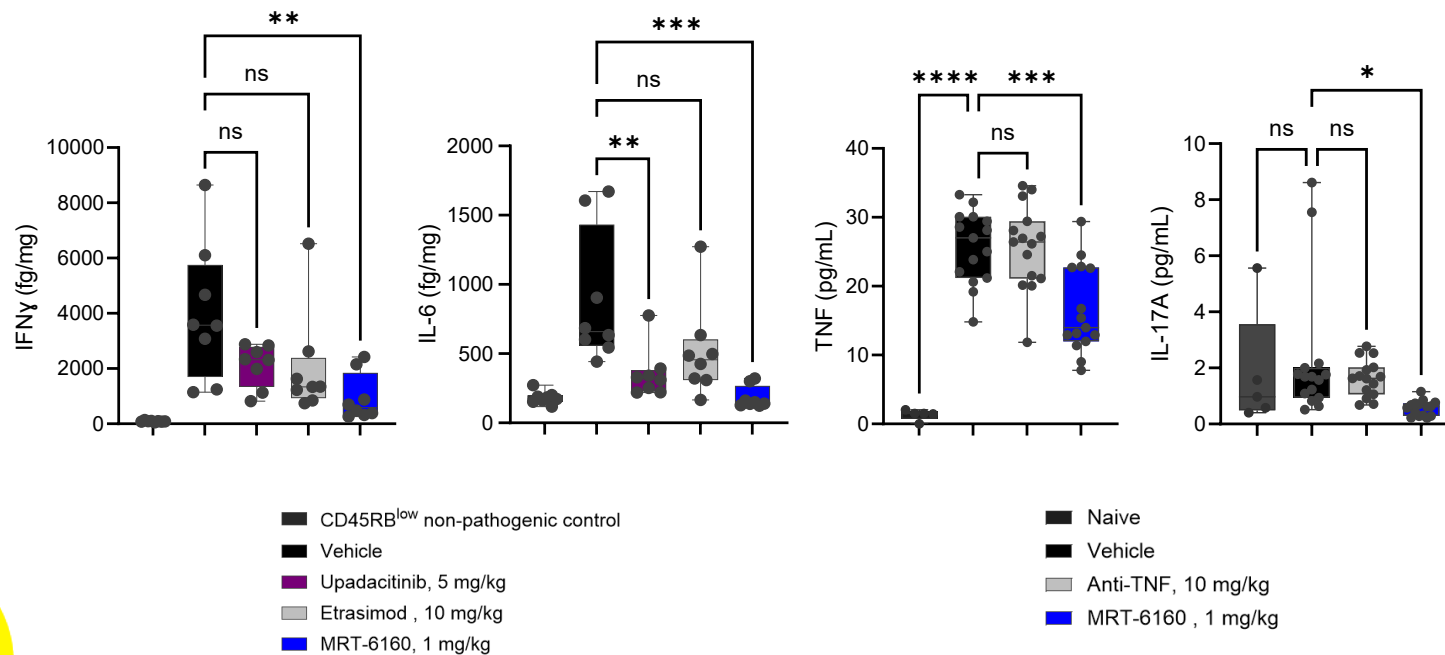 **
ns
ns
10000
8000
6000
4000
2000
0
IFNγ (fg/mg)
***
ns
**
2000
1500
1000
500
0
IL-6 (fg/mg)
**** ***
ns
40
30
20
10
0
TNF (pg/mL)
*
ns ns
10
8
6
4
2
0
IL-17A (pg/mL)
CD45RBlow non-pathogenic control
Vehicle
Upadacitinib, 5 mg/kg
Etrasimod , 10 mg/kg
MRT-6160, 1 mg/kg
Naive
Vehicle
Anti-TNF, 10 mg/kg
MRT-6160 , 1 mg/kg